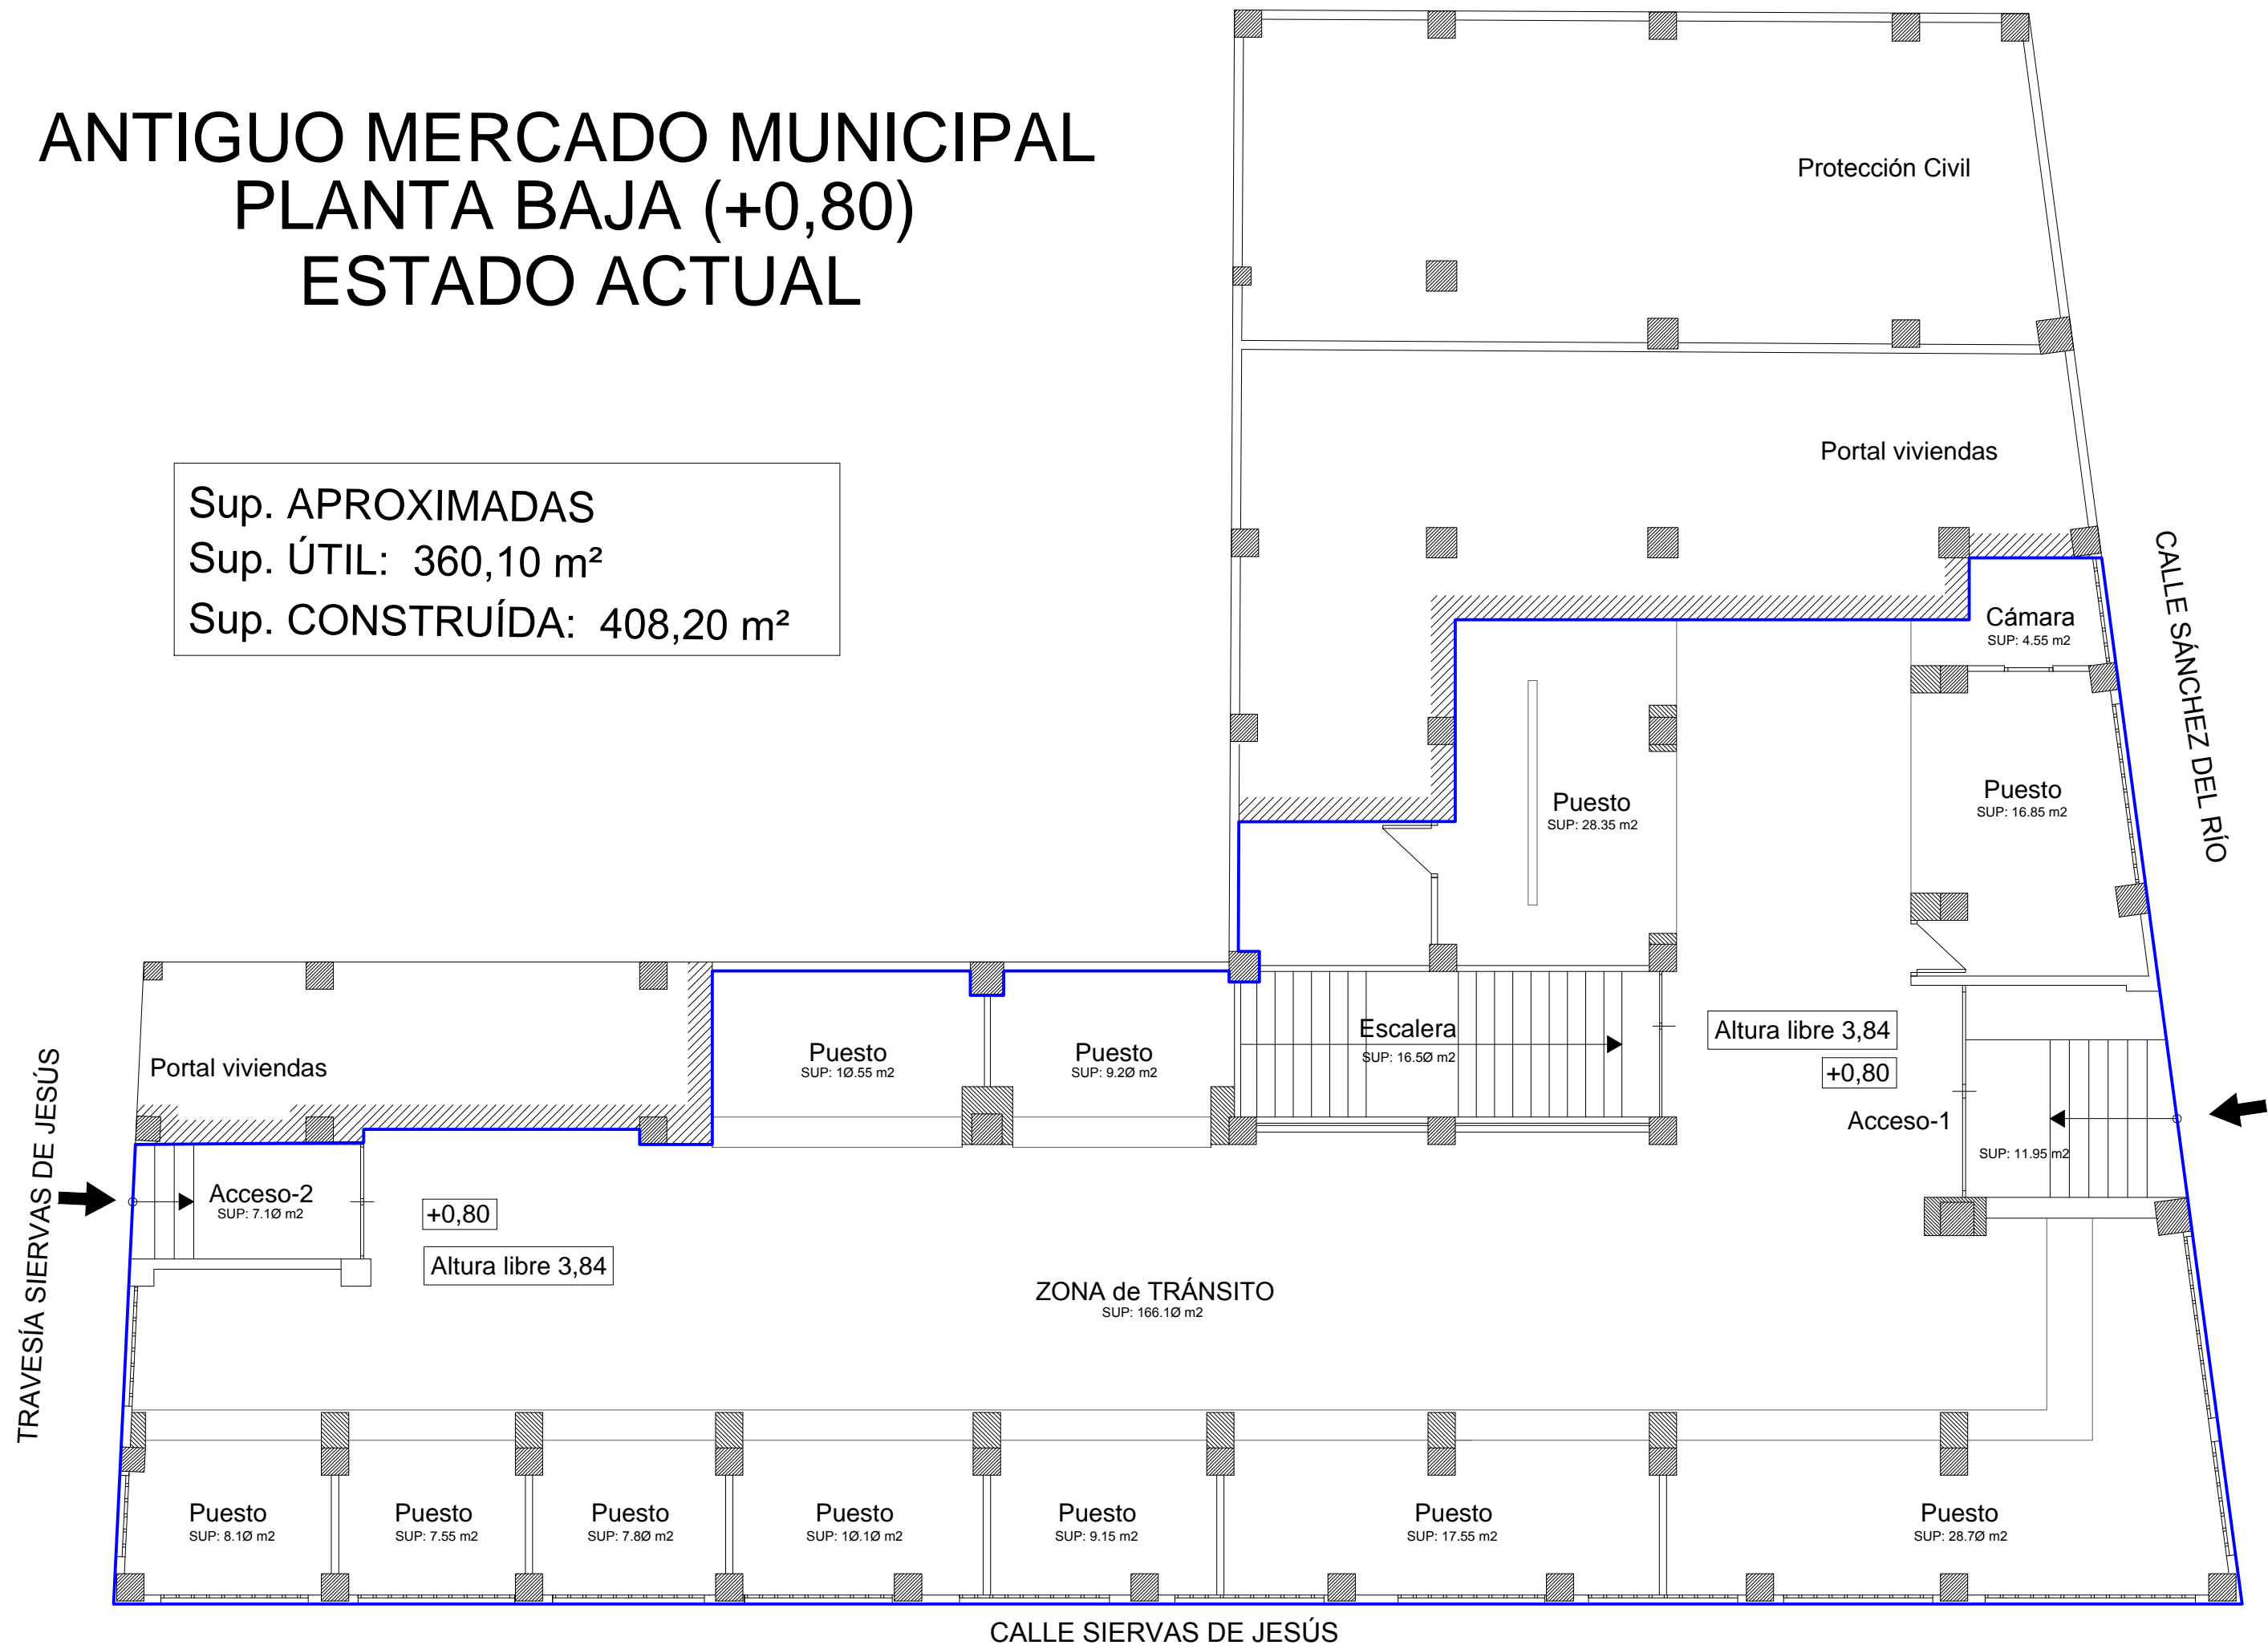 ANTIGUO MERCADO MUNICIPAL
PLANTA BAJA (+0,80)
ESTADO ACTUAL
Protección Civil
Portal viviendas
Sup. APROXIMADAS
Sup. ÚTIL: 360,10 m²
Sup. CONSTRUÍDA: 408,20 m²
CALLE SÁNCHEZ DEL RÍO
Cámara
SUP: 4.55 m2
Puesto
SUP: 28.35 m2
Puesto
SUP: 16.85 m2
Portal viviendas
Puesto
SUP: 1Ø.55 m2
Puesto
SUP: 9.2Ø m2
Escalera
SUP: 16.5Ø m2
Altura libre 3,84
+0,80
Acceso-1
SUP: 11.95 m2
TRAVESÍA SIERVAS DE JESÚS
Acceso-2
SUP: 7.1Ø m2
+0,80
Altura libre 3,84
ZONA de TRÁNSITO
SUP: 166.1Ø m2
Puesto
SUP: 8.1Ø m2
Puesto
SUP: 7.55 m2
Puesto
SUP: 7.8Ø m2
Puesto
SUP: 1Ø.1Ø m2
Puesto
SUP: 9.15 m2
Puesto
SUP: 17.55 m2
Puesto
SUP: 28.7Ø m2
CALLE SIERVAS DE JESÚS